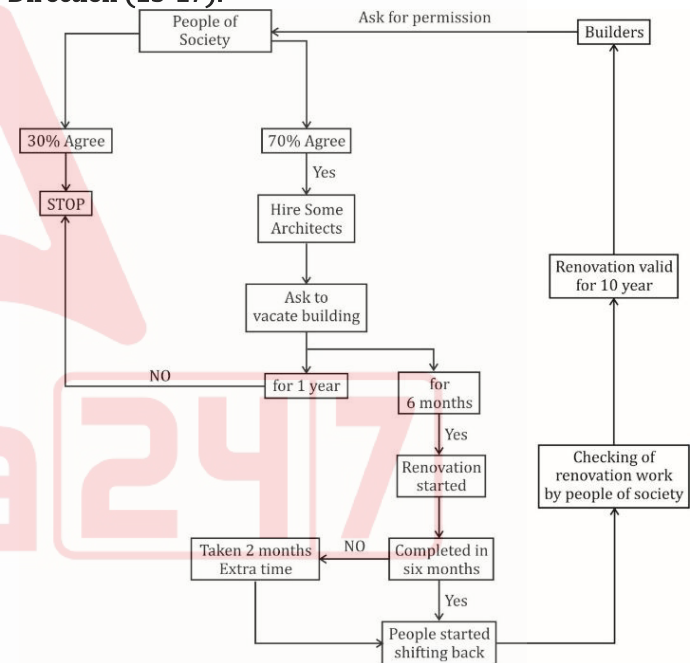 Direction (23-27):
People of
Society
Ask for permission
Builders
30% Agree
70% Agree
Yes
STOP
Hire Some
Architects
Ask to
vacate building
Renovation valid
for 10 year
NO
for 1 year
for
6 months
Yes
Renovation
started
Checking of
renovation work
by people of society
Taken 2 months
Extra time
NO
Completed in
six months
Yes
People started
shifting back
a247